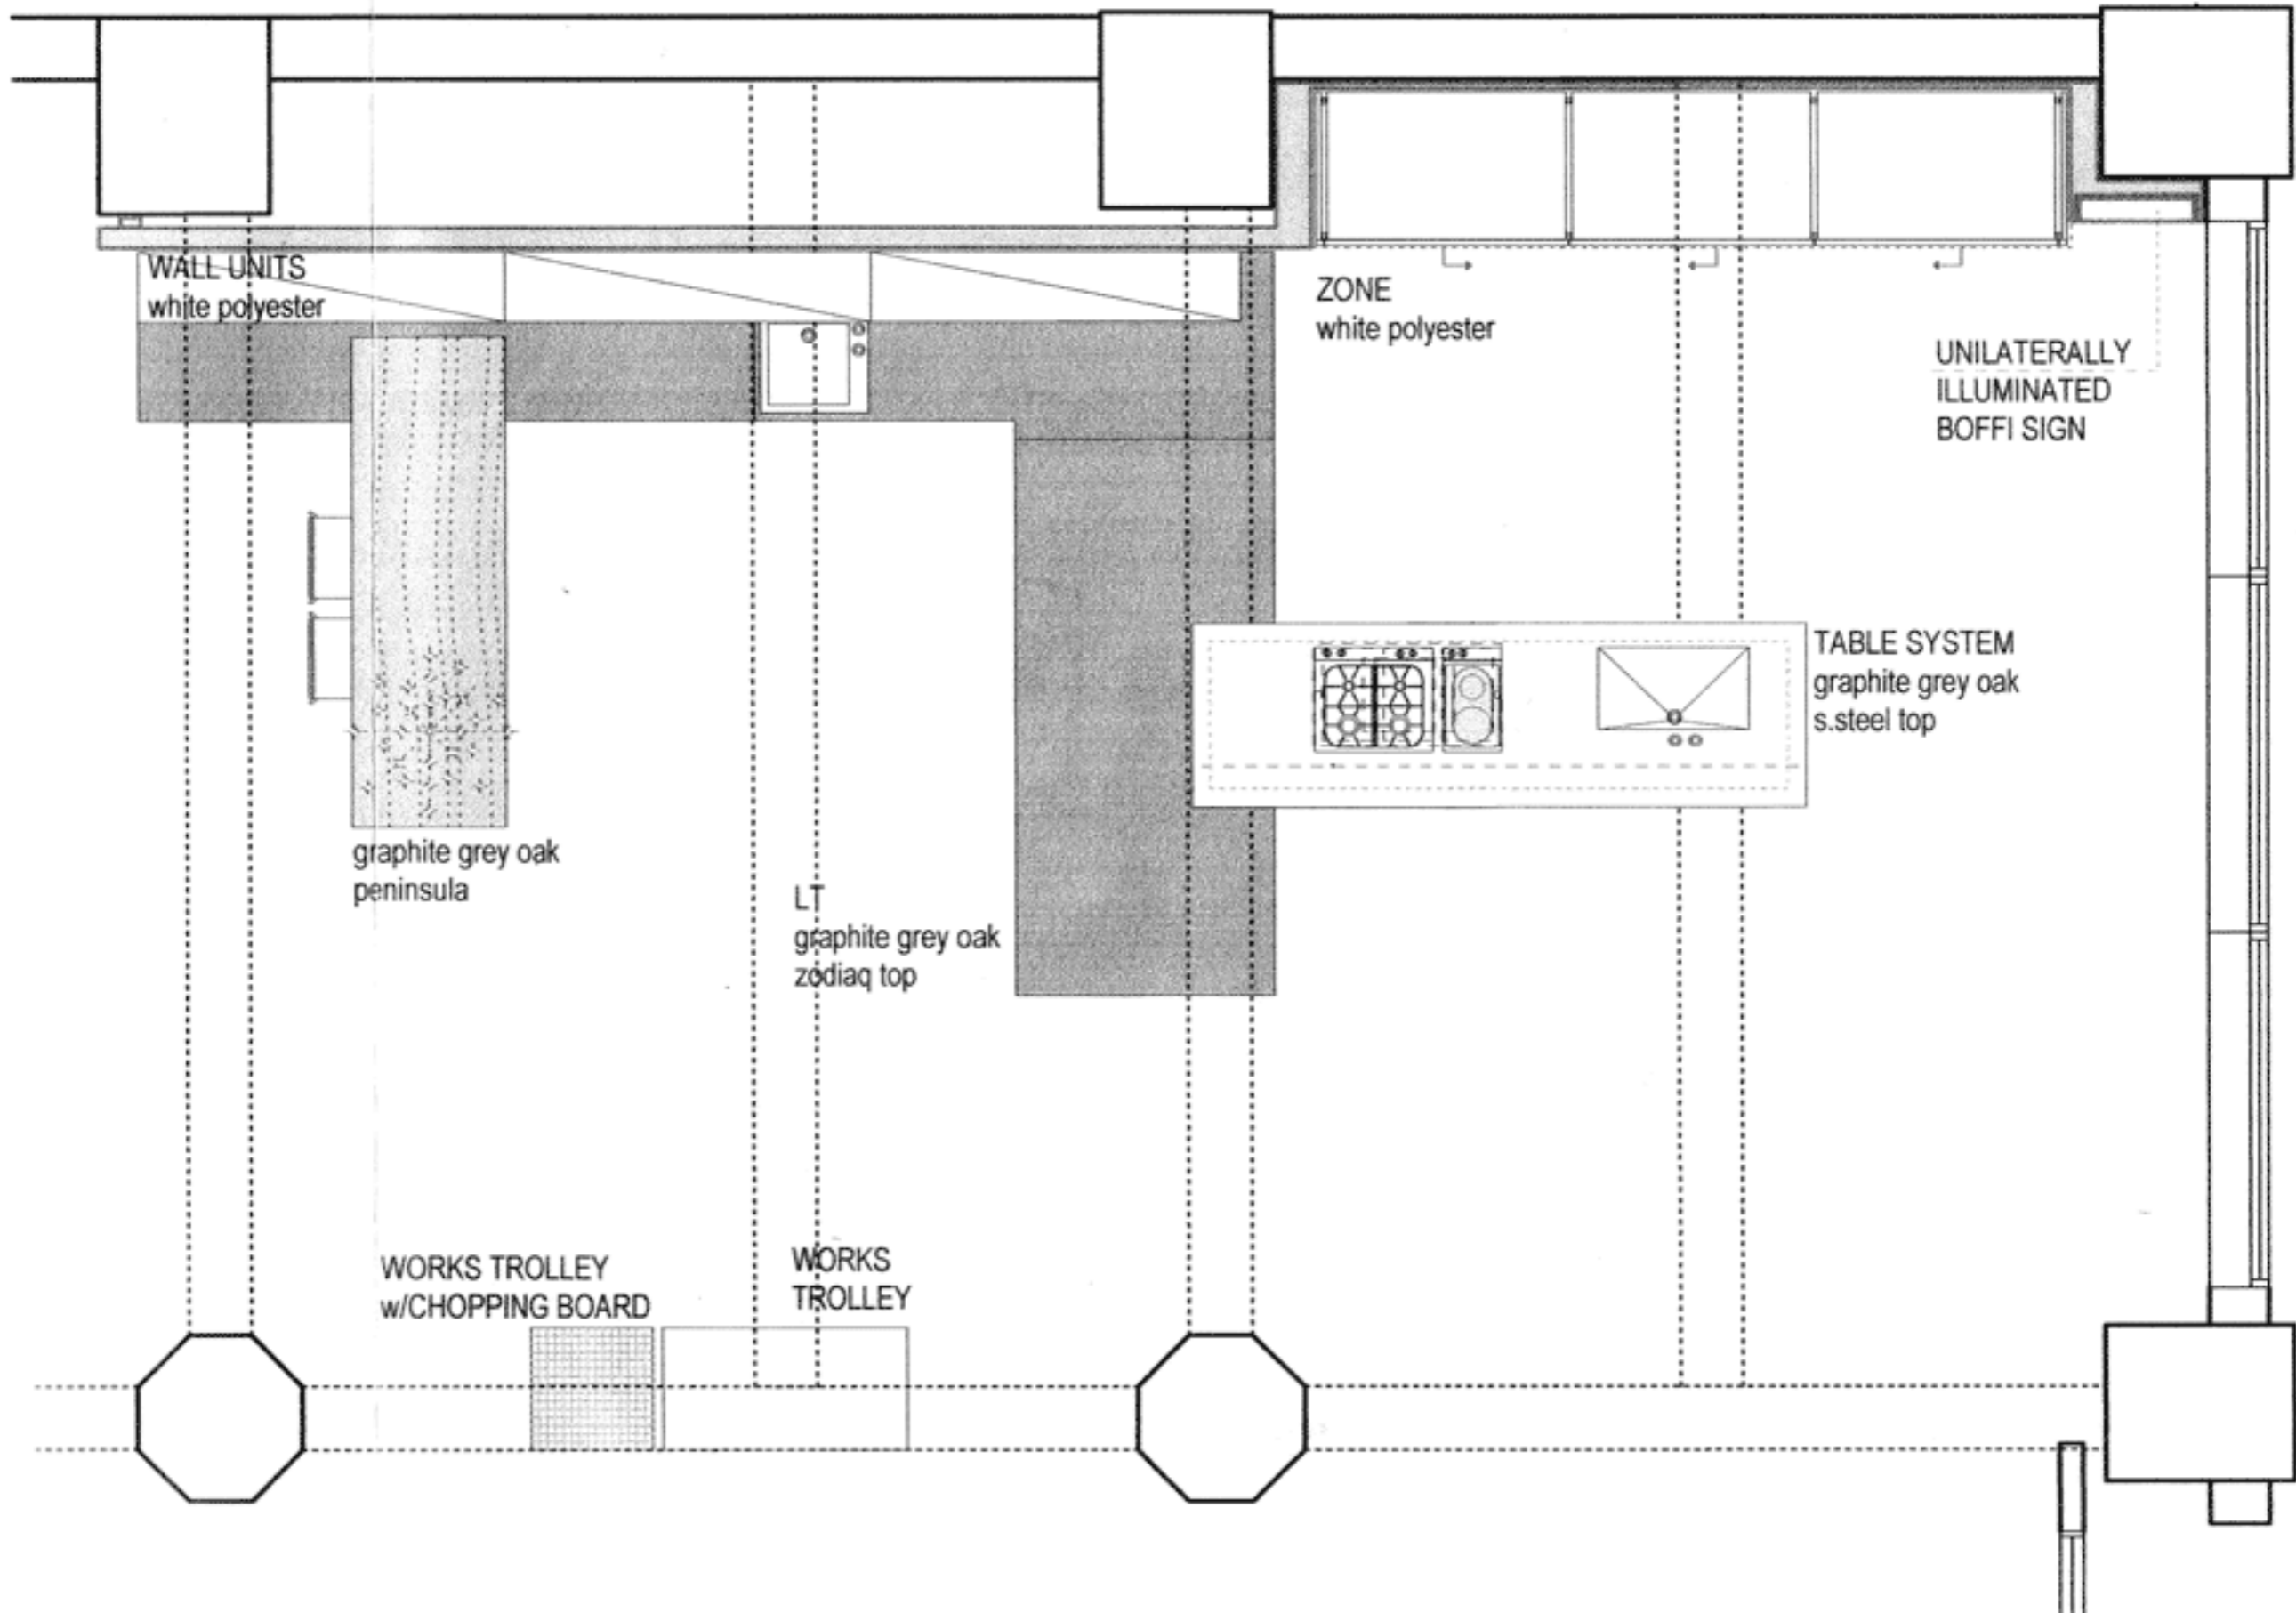 WALL UNITS
white polyester
ZONE
white polyester
UNILATERALLY
ILLUMINATED
BOFFI SIGN
TABLE SYSTEM
graphite grey oak
s.steel top
graphite grey oak
peninsula
LT
graphite grey oak
zodiaq top
WORKS TROLLEY
w/CHOPPING BOARD
WORKS
TROLLEY